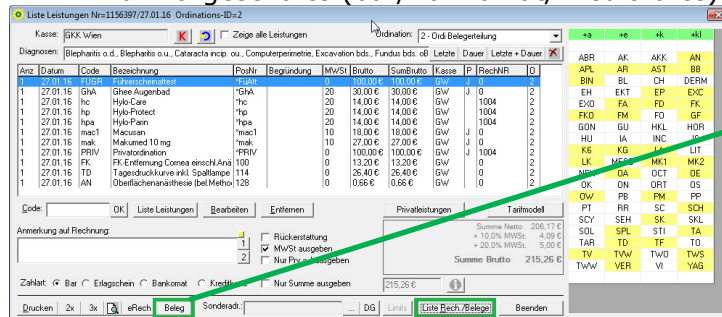 Liste Leistungen Nr=1156397/27.01.16 Ordinations-ID=2
Kasse: GKK Wien K Zeige alle Leistungen Ordination: 2 - Ordi Belegerteilung
Diagnosen: Blepharitis o.d., Blepharitis o.u., Cataracta incip. ou., Computerperimetrie, Excavation bds., Fundus bds. oB Letzte Dauer Letzte + Dauer
Anz Datum Code Bezeichnung PosNr Begründung MWSt Brutto SumBrutto Kasse P RechNR O
1 27.01.16 FUGR Führerscheinattest *FüAtt 0 100,00 € 100,00 € GW J 0 2
1 27.01.16 GhA Ghee Augenbad *GhA 20 30,00 € 30,00 € GW J 0 2
1 27.01.16 hc Hylo-Care *hc 20 14,00 € 14,00 € GW 1004 2
1 27.01.16 hp Hylo-Protect *hp 20 14,00 € 14,00 € GW 1004 2
1 27.01.16 hpa Hylo-Parin *hpa 20 14,00 € 14,00 € GW 1004 2
1 27.01.16 mac1 Macusan *mac1 10 18,00 € 18,00 € GW J 0 2
1 27.01.16 mak Makumed 10 mg *mak 10 27,00 € 27,00 € GW J 0 2
1 27.01.16 PRIV Privatordination *PRIV 0 100,00 € 100,00 € GW J 1004 2
1 27.01.16 FK FK-Entfernung Cornea einschl.Anä 100 0 13,20 € 13,20 € GW 0 2
1 27.01.16 TD Tagesdruckkurve inkl. Spaltlampe 114 0 26,40 € 26,40 € GW 0 2
1 27.01.16 AN Oberflächenanästhesie (bel.Metho 128 0 0,66 € 0,66 € GW 0 2
Code: OK Liste Leistungen Bearbeiten Entfernen Privatleistungen Tarifmodell
Anmerkung auf Rechnung: 1 2
Rückerstattung
MWSt ausgeben
Summe Netto 206,17 €
+ 10,0% MWSt. 4,09 €
+ 20,0% MWSt. 5,00 €
Summe Brutto 215,26 €
Zahlart: Bar Erlagschein Bankomat Nur Summe ausgeben 215,26 €
Drucken 2x 3x eRech Beleg Sonderadr.: ... DG Limits Liste Rech./Belege Beenden
+a +e +k +kl
ABR AK AKK AN
APL AR AST BB
BIN BL CH DERM
EH EKT EP EXC
EXO FA FD FK
FKO FM FO GF
GON GU HKL HOR
HU IA INC
K6 KG LIT
LK MK1 MK2
OA OCT OE
OK ON ORT OS
OW PB PM PP
PT RR SC SCH
SCY SEH SK SKL
SOL SPL STI TA
TAR TD TF TO
TV TVW TWO TWS
TWW VER VI YAG